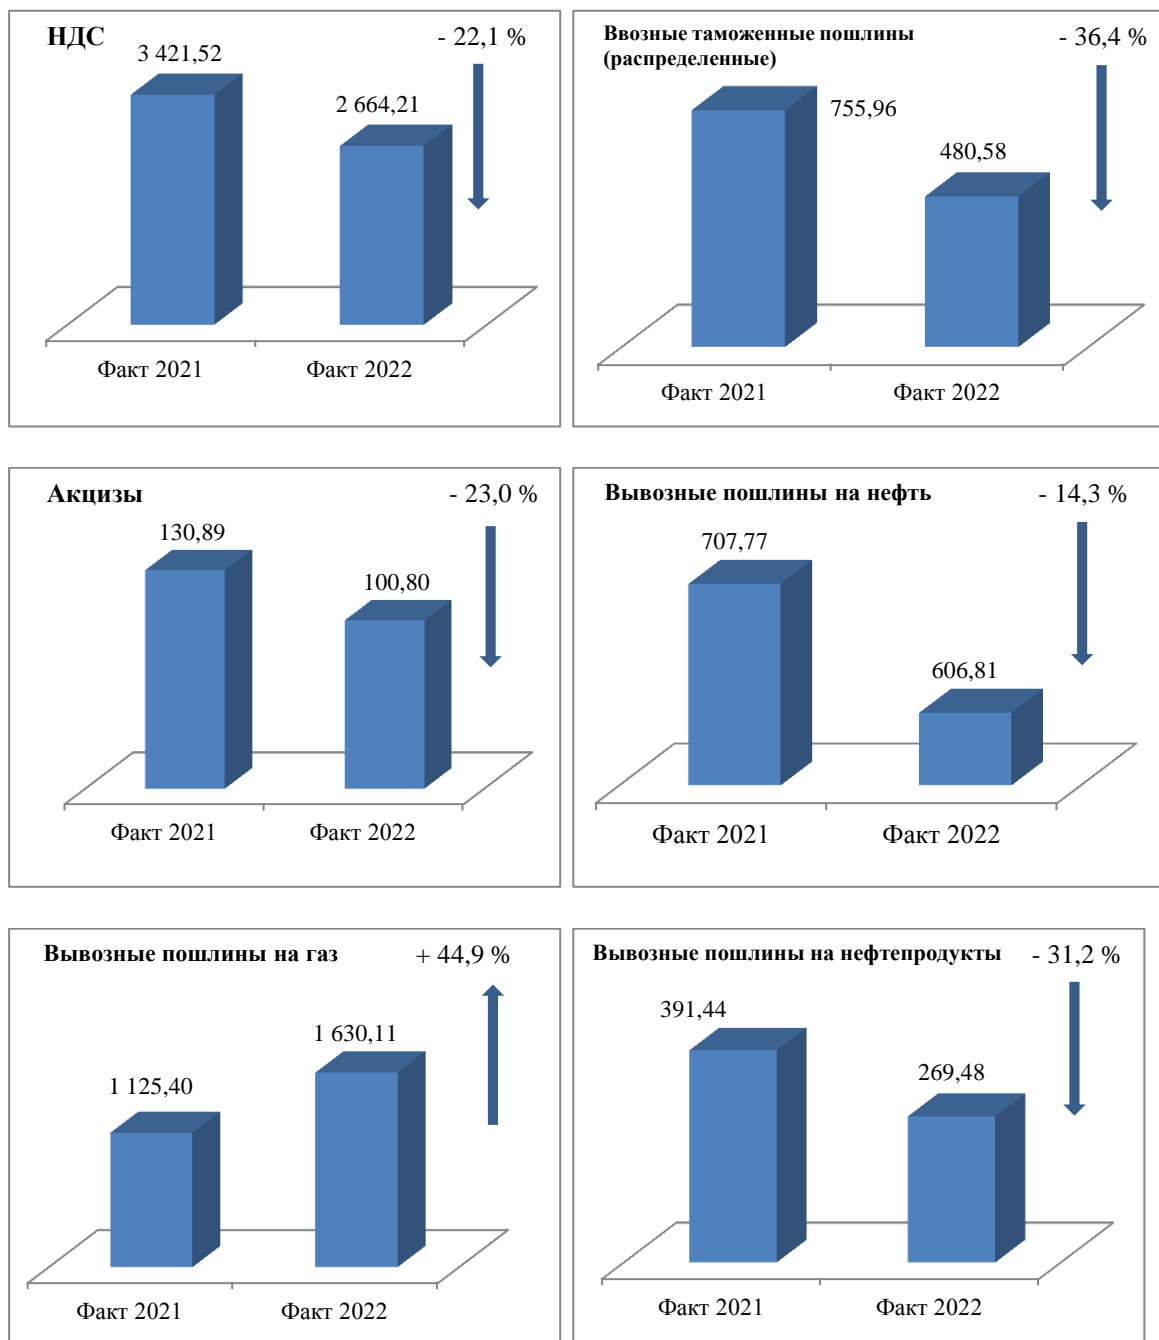 НДС
- 22,1 %
3 421,52
2 664,21
Факт 2021
Факт 2022
Ввозные таможенные пошлины
(распределенные)
- 36,4 %
755,96
480,58
Факт 2021
Факт 2022
Акцизы
- 23,0 %
130,89
100,80
Факт 2021
Факт 2022
Вывозные пошлины на нефть
- 14,3 %
707,77
606,81
Факт 2021
Факт 2022
Вывозные пошлины на газ
+ 44,9 %
1 125,40
1 630,11
Факт 2021
Факт 2022
Вывозные пошлины на нефтепродукты
- 31,2 %
391,44
269,48
Факт 2021
Факт 2022